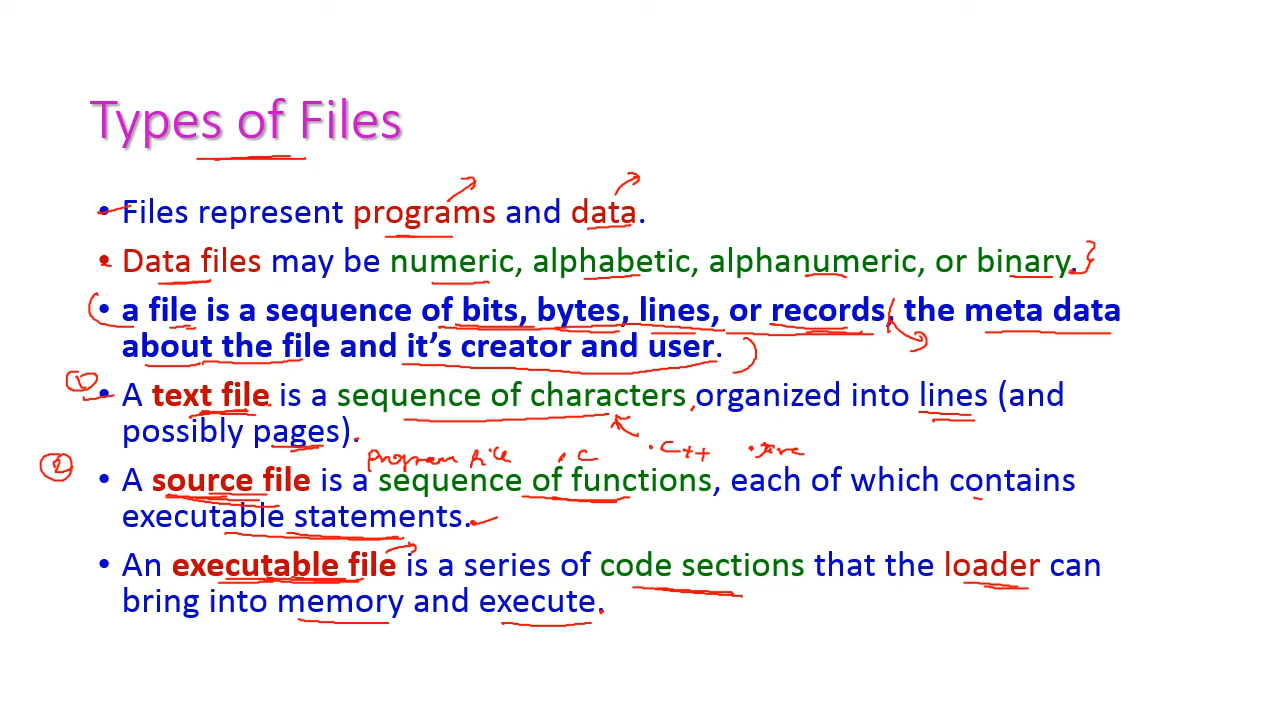 Types of Files
• Files represent programs and data.
• Data files may be numeric, alphabetic, alphanumeric, or binary.
• a file is a sequence of bits, bytes, lines, or records, the meta data
about the file and it's creator and user.
① • A text file is a sequence of characters organized into lines (and
possibly pages).
program file .c .c++
② • A source file is a sequence of functions, each of which contains
executable statements.
• An executable file is a series of code sections that the loader can
bring into memory and execute.